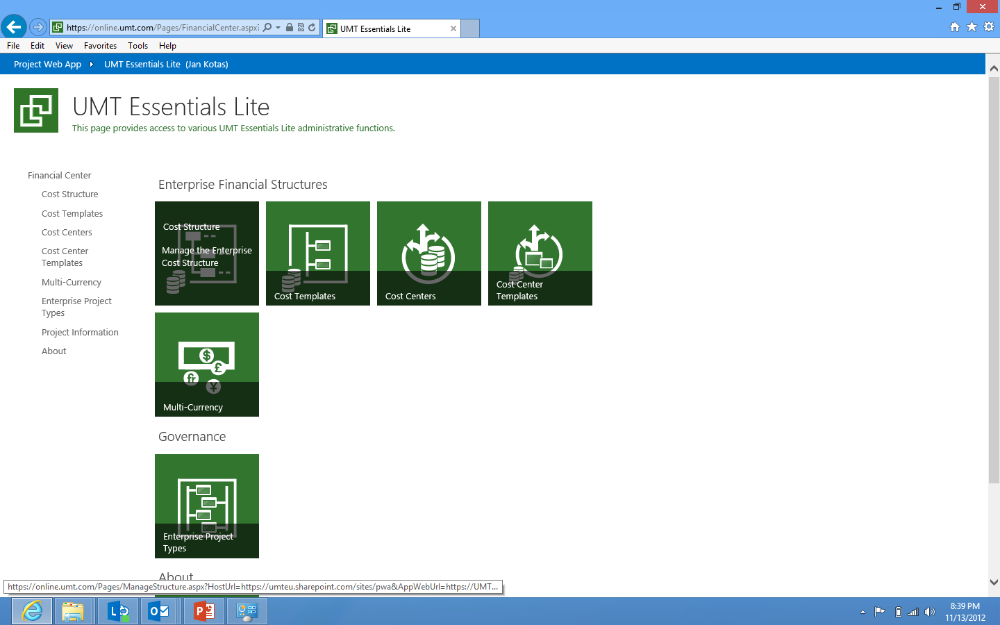 https://online.umt.com/Pages/FinancialCenter.aspx?
UMT Essentials Lite
File Edit View Favorites Tools Help
Project Web App UMT Essentials Lite (Jan Kotas)
UMT Essentials Lite
This page provides access to various UMT Essentials Lite administrative functions.
Financial Center
Cost Structure
Cost Templates
Cost Centers
Cost Center
Templates
Multi-Currency
Enterprise Project
Types
Project Information
About
Enterprise Financial Structures
Cost Structure
Manage the Enterprise
Cost Structure
Cost Templates
Cost Centers
Cost Center
Templates
$
£
fr
¥
Multi-Currency
Governance
Enterprise Project
Types
About
https://online.umt.com/Pages/ManageStructure.aspx?HostUrl=https://umteu.sharepoint.com/sites/pwa&AppWebUrl=https://UMT...
8:39 PM
11/13/2012